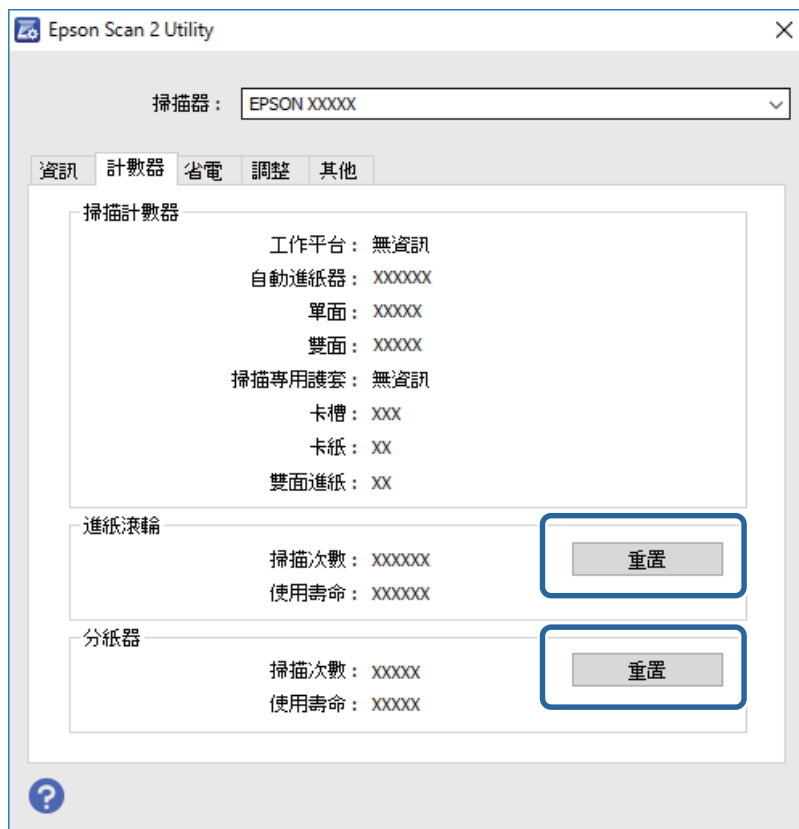 Epson Scan 2 Utility
掃描器： EPSON XXXXX
資訊 計數器 省電 調整 其他
掃描計數器
工作平台： 無資訊
自動進紙器： XXXXXX
單面： XXXXX
雙面： XXXXX
掃描專用護套： 無資訊
卡槽： XXX
卡紙： XX
雙面進紙： XX
進紙滾輪
掃描次數： XXXXXX 重置
使用壽命： XXXXXX
分紙器
掃描次數： XXXXX 重置
使用壽命： XXXXX
?